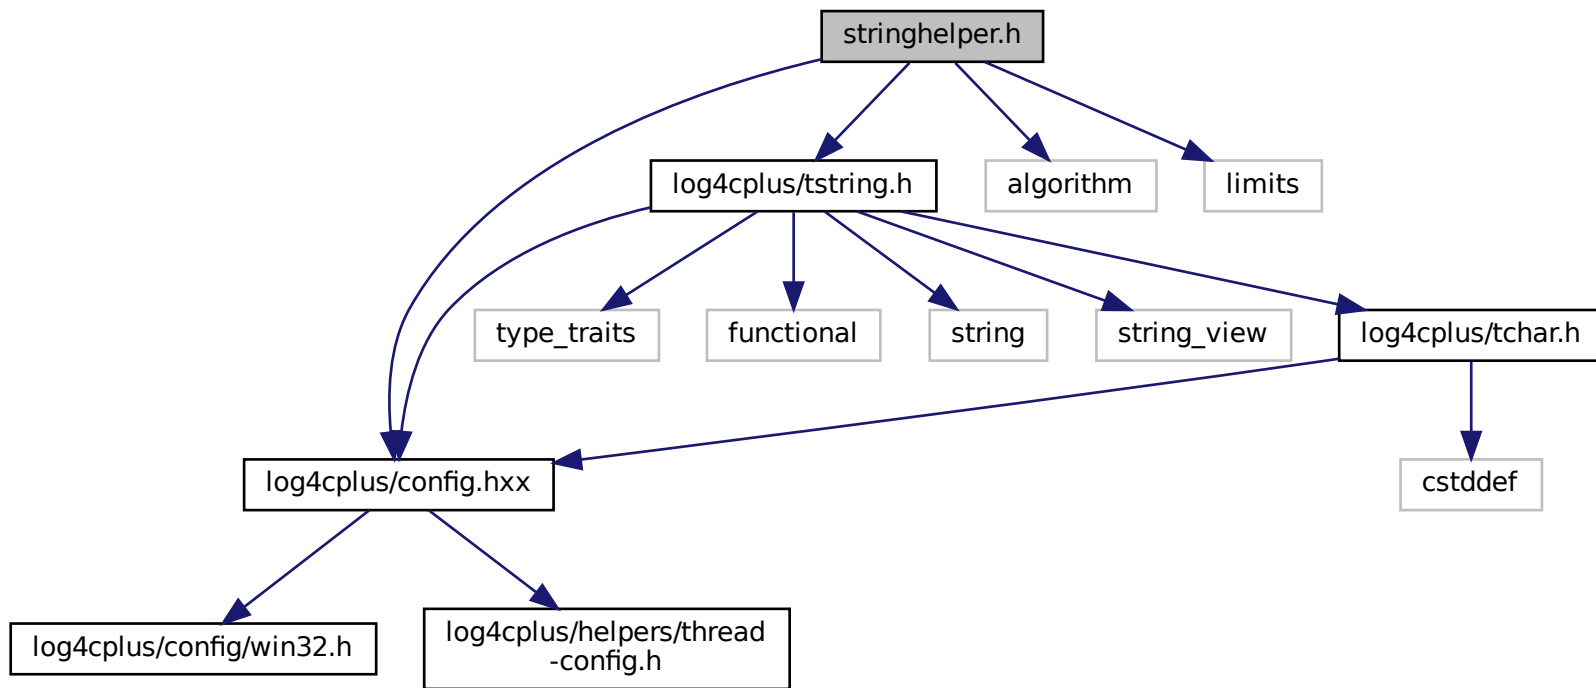 stringhelper.h
log4cplus/tstring.h
algorithm
limits
type_traits
functional
string
string_view
log4cplus/tchar.h
log4cplus/config.hxx
cstddef
log4cplus/config/win32.h
log4cplus/helpers/thread
-config.h